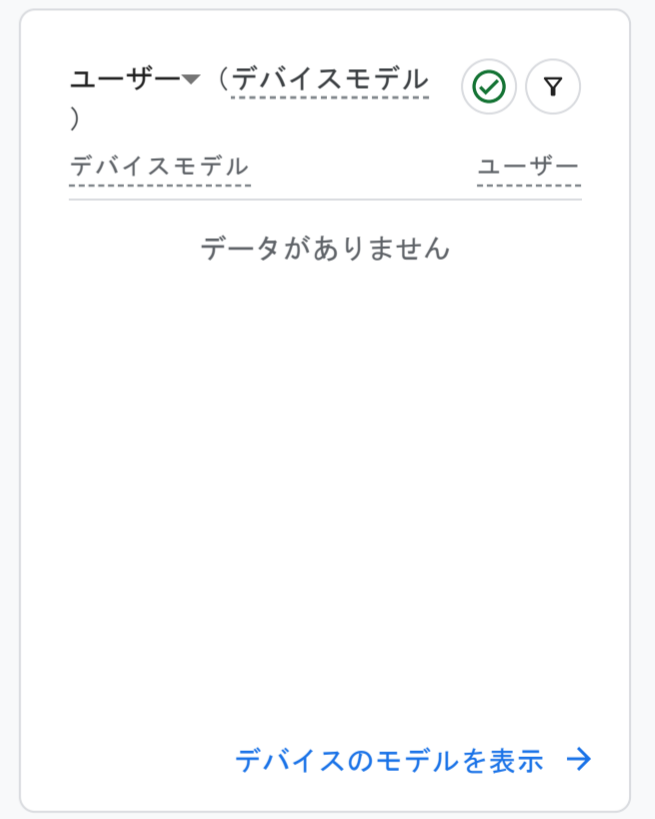 ユーザー（デバイスモデル
）
デバイスモデル ユーザー
データがありません
デバイスのモデルを表示